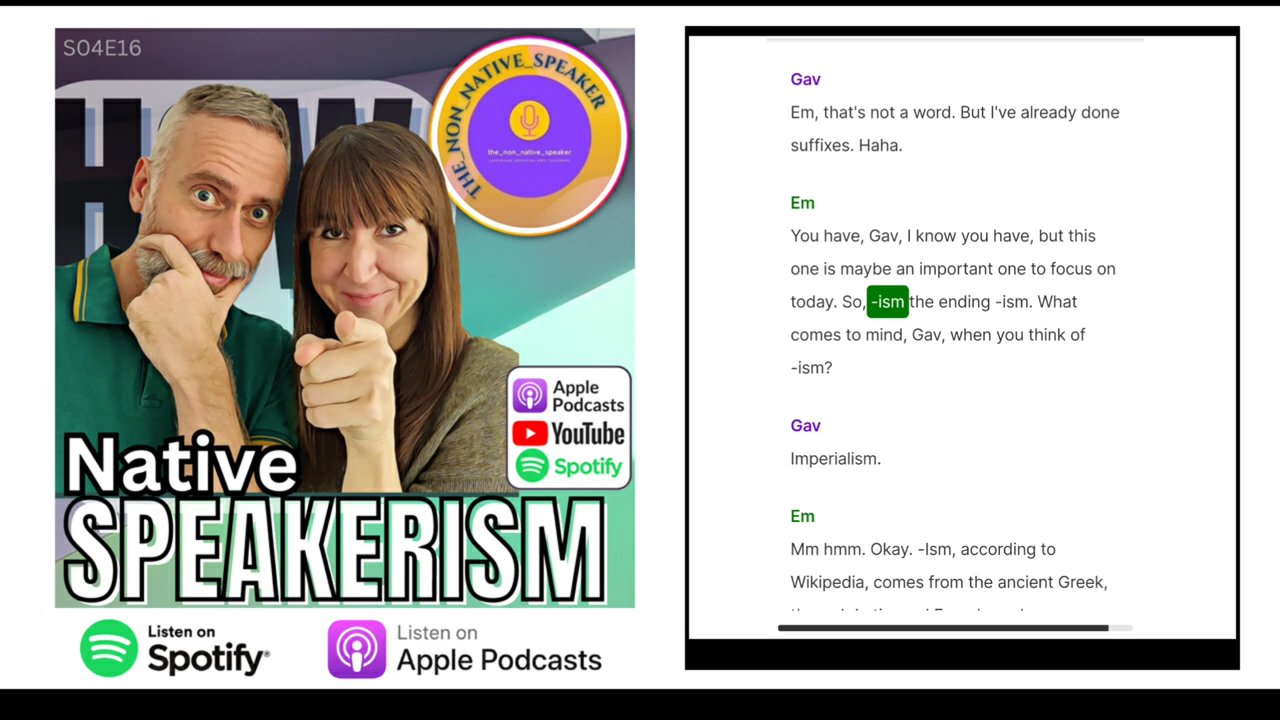 S04E16
THE_NON_NATIVE_SPEAKER
the_non_native_speaker
Apple
Podcasts
YouTube
Spotify
Native
SPEAKERISM
Listen on
Spotify®
Listen on
Apple Podcasts
Gav
Em, that's not a word. But I've already done
suffixes. Haha.
Em
You have, Gav, I know you have, but this
one is maybe an important one to focus on
today. So, -ism the ending -ism. What
comes to mind, Gav, when you think of
-ism?
Gav
Imperialism.
Em
Mm hmm. Okay. -Ism, according to
Wikipedia, comes from the ancient Greek,